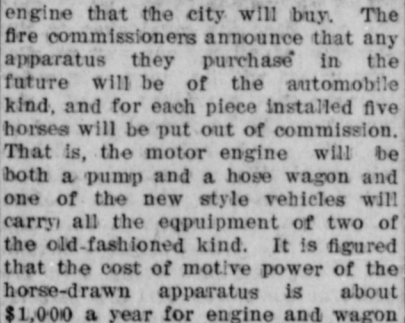 engine that the city will buy. The
fire commissioners announce that any
apparatus they purchase in the
future will be of the automobile
kind, and for each piece installed five
horses will be put out of commission.
That is, the motor engine will be
both a pump and a hose wagon and
one of the new style vehicles will
carry all the eqpuipment of two of
the old-fashioned kind. It is figured
that the cost of motive power of the
horse-drawn apparatus is about
$1,000 a year for engine and wagon